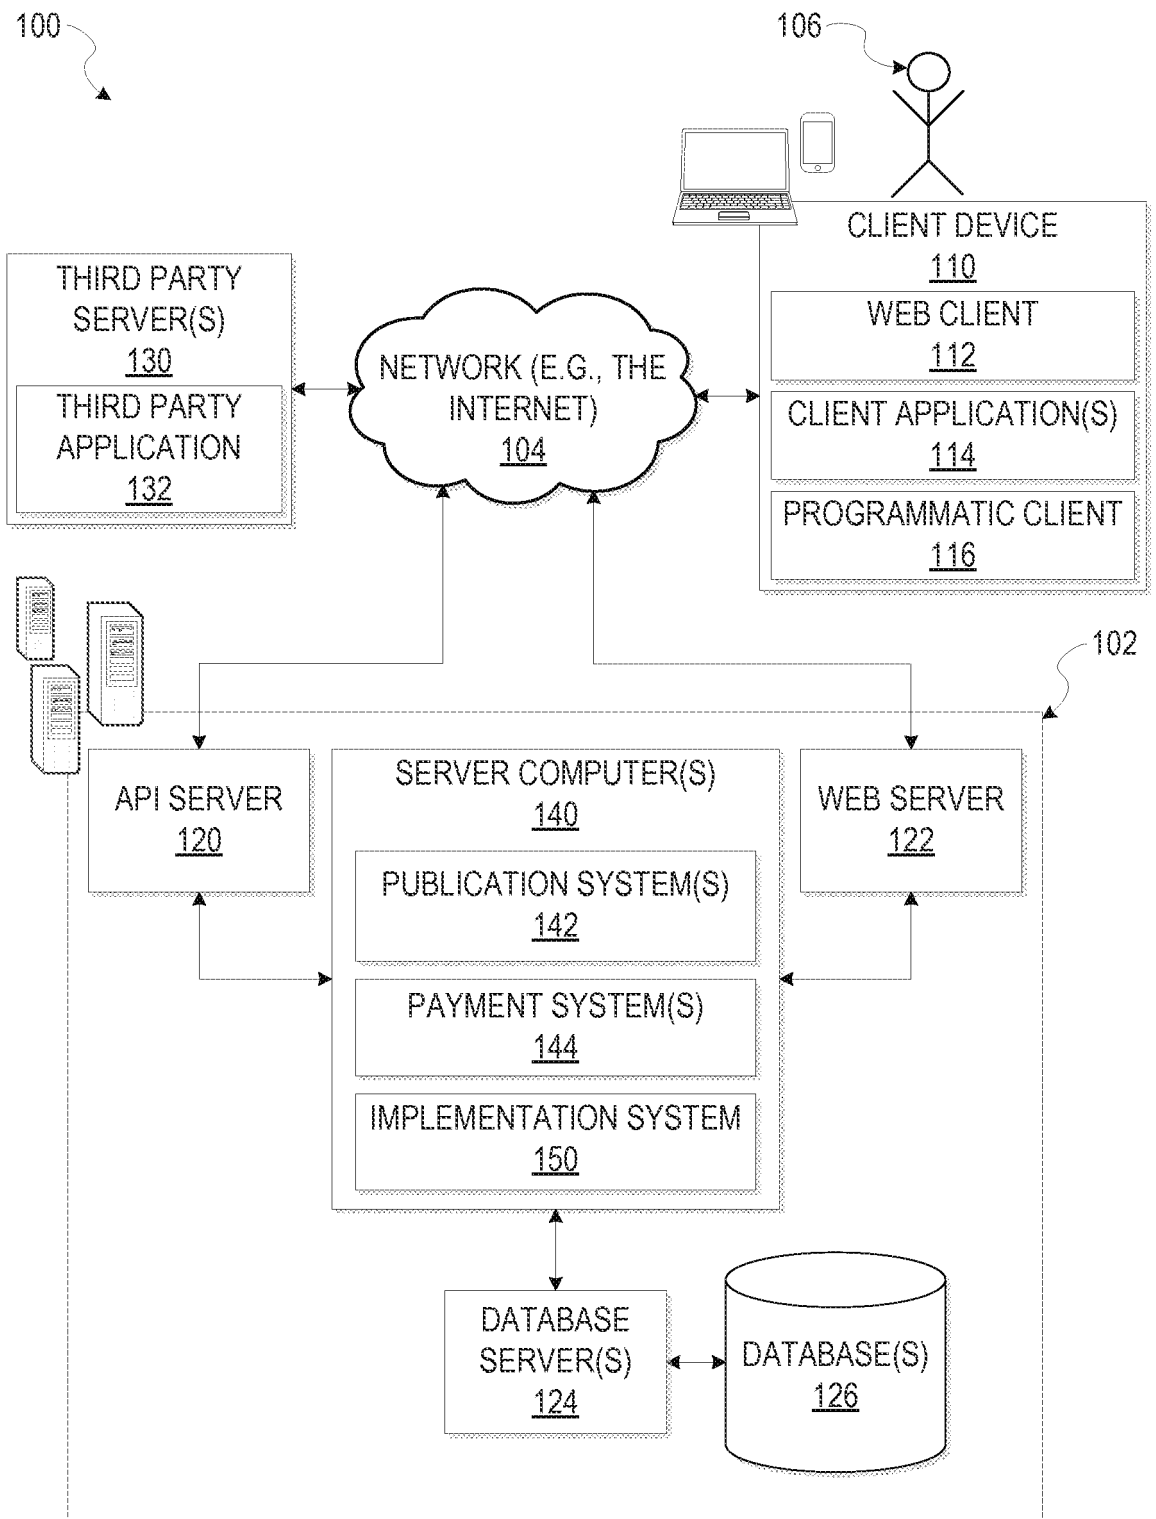 100
106
CLIENT DEVICE
110
WEB CLIENT
112
CLIENT APPLICATION(S)
114
PROGRAMMATIC CLIENT
116
THIRD PARTY
SERVER(S)
130
THIRD PARTY
APPLICATION
132
NETWORK (E.G., THE
INTERNET)
104
102
API SERVER
120
SERVER COMPUTER(S)
140
PUBLICATION SYSTEM(S)
142
PAYMENT SYSTEM(S)
144
IMPLEMENTATION SYSTEM
150
WEB SERVER
122
DATABASE
SERVER(S)
124
DATABASE(S)
126